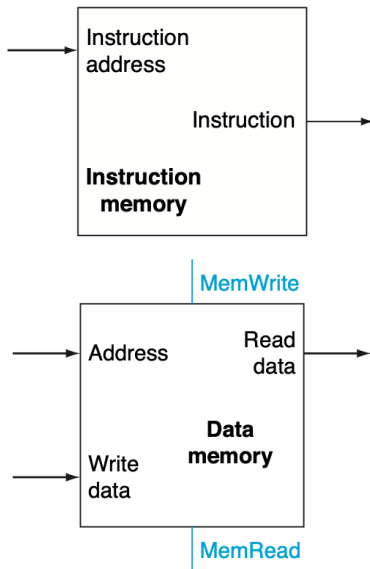 Instruction
address
Instruction
Instruction
memory
MemWrite
Address
Read
data
Data
memory
Write
data
MemRead